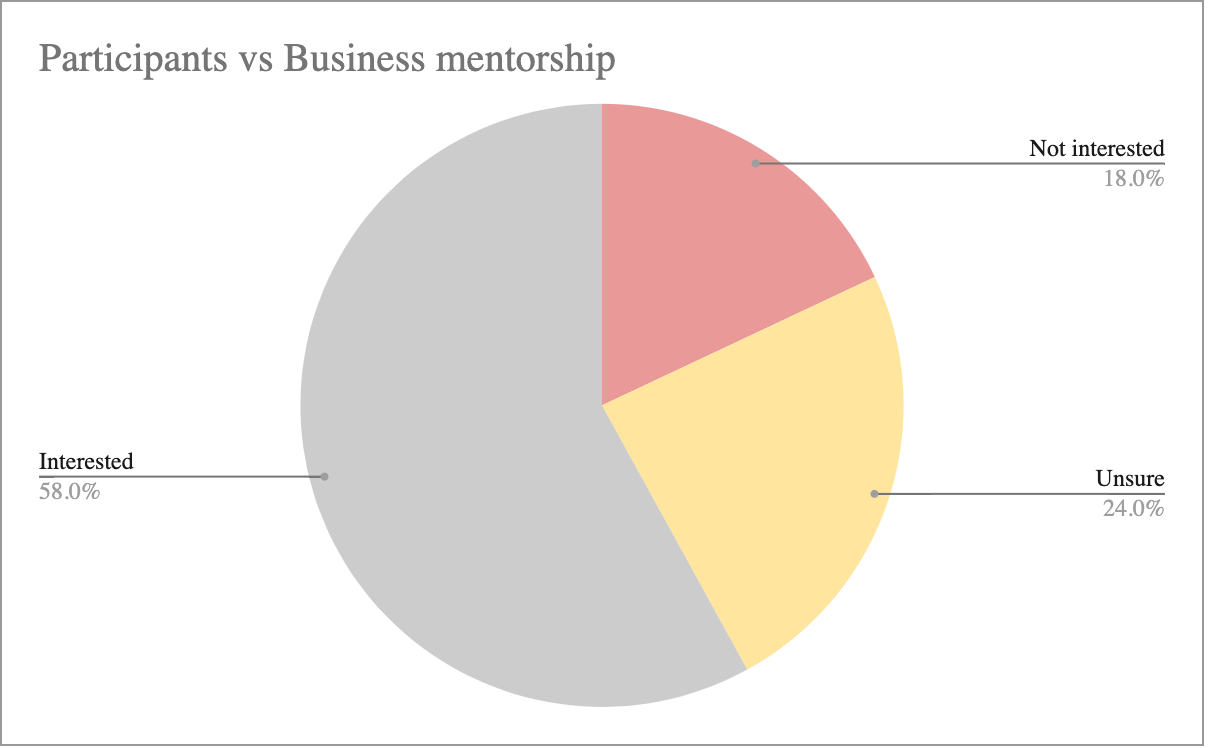 Participants vs Business mentorship
Not interested
18.0%
Interested
58.0%
Unsure
24.0%